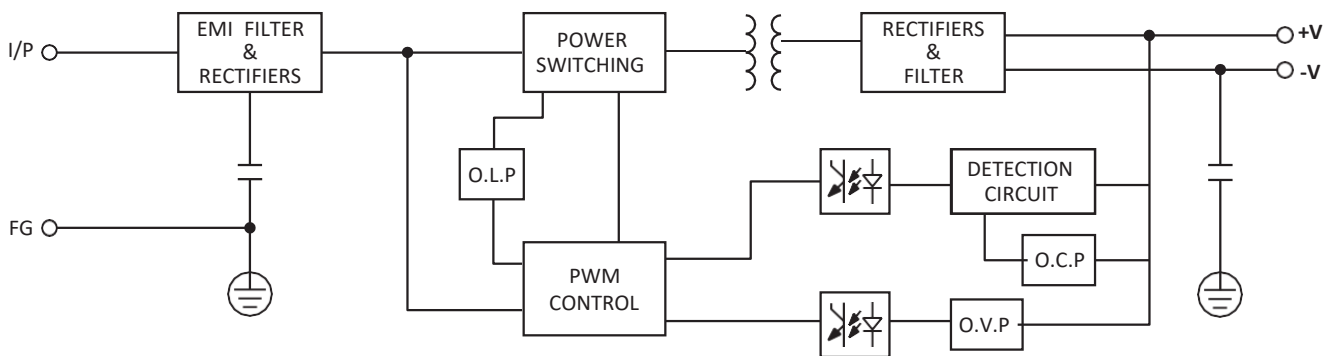 I/P
EMI FILTER
&
RECTIFIERS
POWER
SWITCHING
RECTIFIERS
&
FILTER
+V
-V
O.L.P
DETECTION
CIRCUIT
FG
O.C.P
PWM
CONTROL
O.V.P